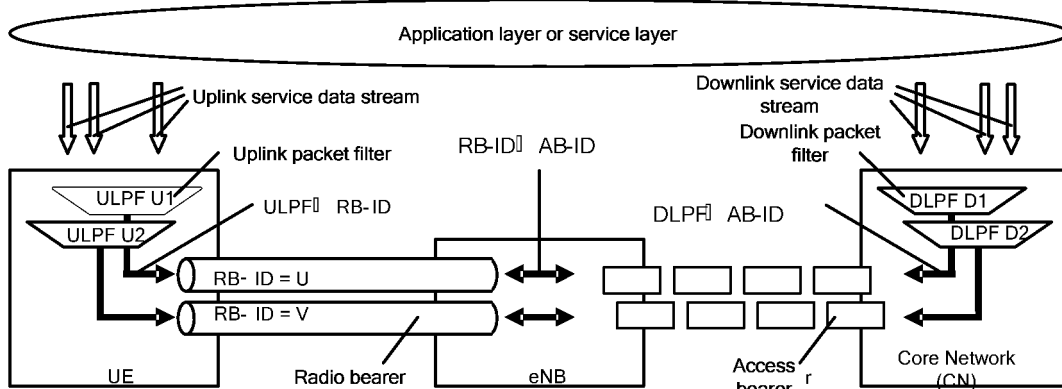 Application layer or service layer
Uplink service data stream
Downlink service data
stream
Uplink packet filter
RB-ID▯ AB-ID
Downlink packet
filter
ULPF U1
ULPF▯ RB-ID
DLPF▯ AB-ID
DLPF D1
ULPF U2
DLPF D2
RB- ID = U
RB- ID = V
UE
Radio bearer
eNB
Access
bearer r
Core Network
(CN)